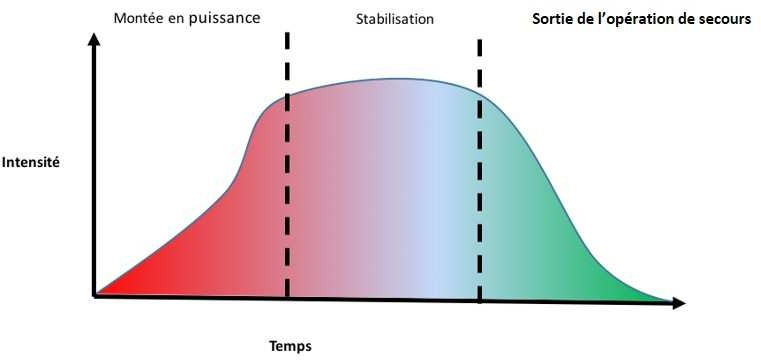 Montée en puissance
Stabilisation
Sortie de l’opération de secours
Intensité
Temps